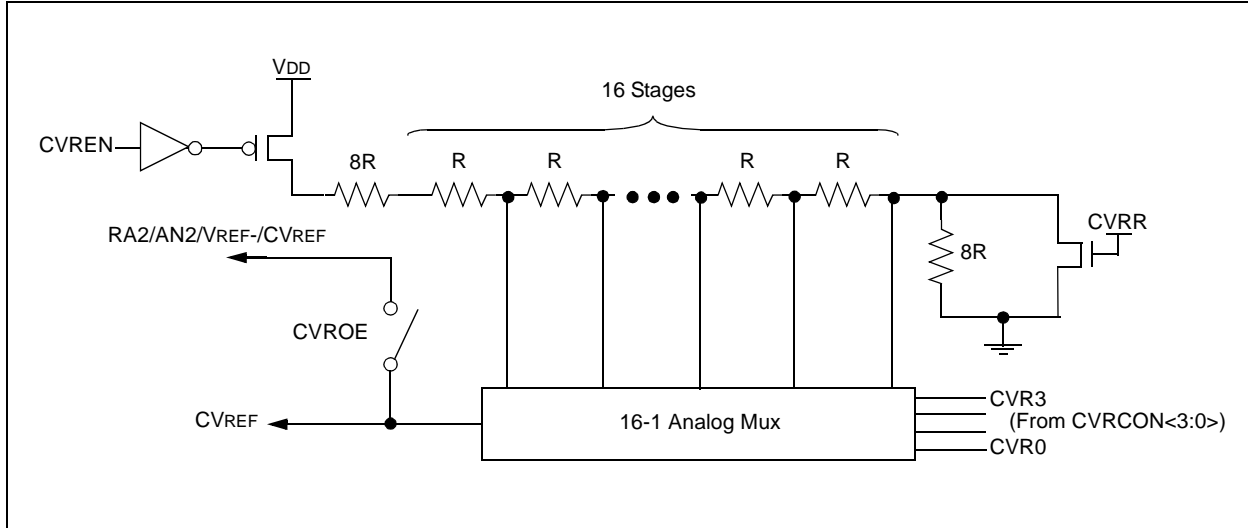 VDD
16 Stages
CVREN
8R
R
R
R
R
RA2/AN2/VREF-/CVREF
CVRR
8R
CVROE
CVREF
16-1 Analog Mux
CVR3
(From CVRCON<3:0>)
CVR0